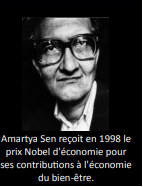 Amartya Sen reçoit en 1998 le
prix Nobel d'économie pour
ses contributions à l'économie
du bien-être.